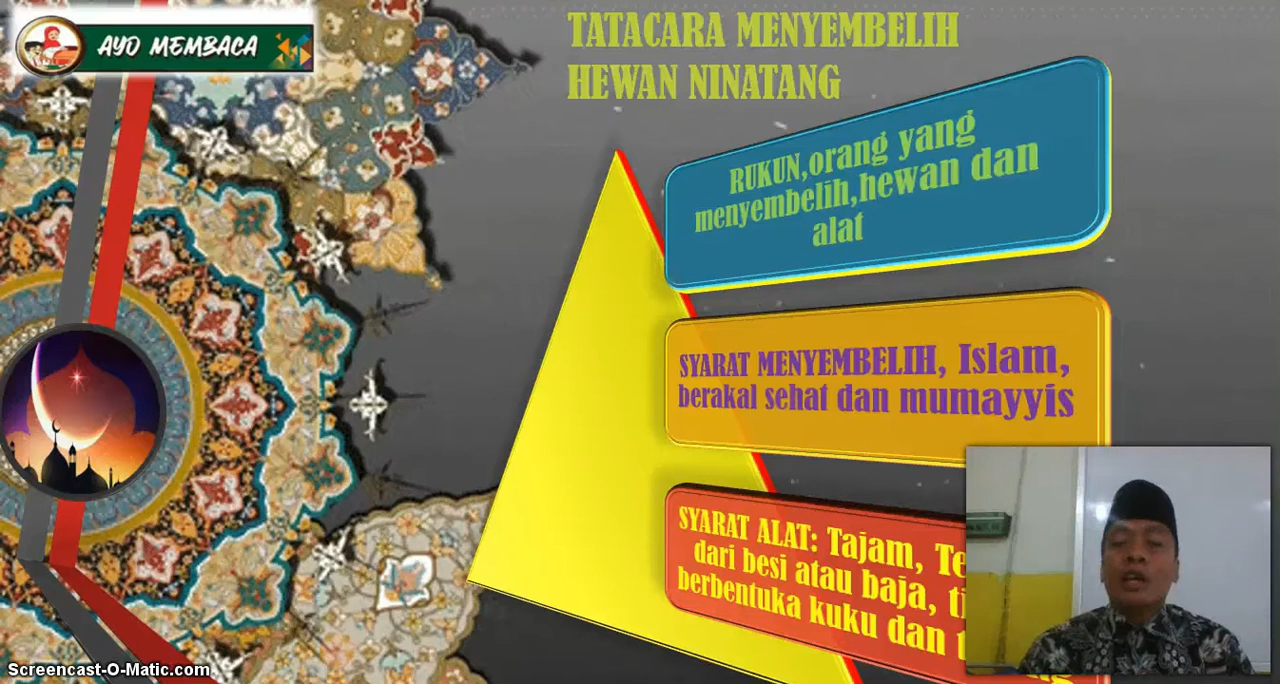 AYO MEMBACA
TATACARA MENYEMBELIH
HEWAN NINATANG
RUKUN,orang yang
menyembelih,hewan dan
alat
SYARAT MENYEMBELIH, Islam,
berakal sehat dan mumayyis
SYARAT ALAT: Tajam,
dari besi atau baja,
berbentuka kuku dan
Screencast-O-Matic.com